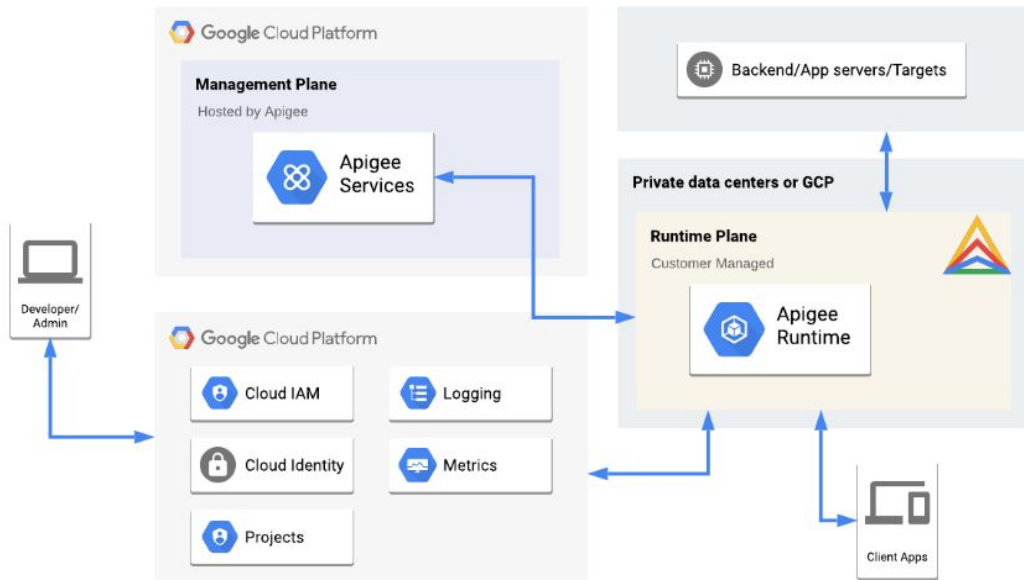 Google Cloud Platform
Management Plane
Hosted by Apigee
Apigee
Services
Backend/App servers/Targets
Private data centers or GCP
Runtime Plane
Customer Managed
Apigee
Runtime
Developer/
Admin
Google Cloud Platform
Cloud IAM
Logging
Cloud Identity
Metrics
Projects
Client Apps